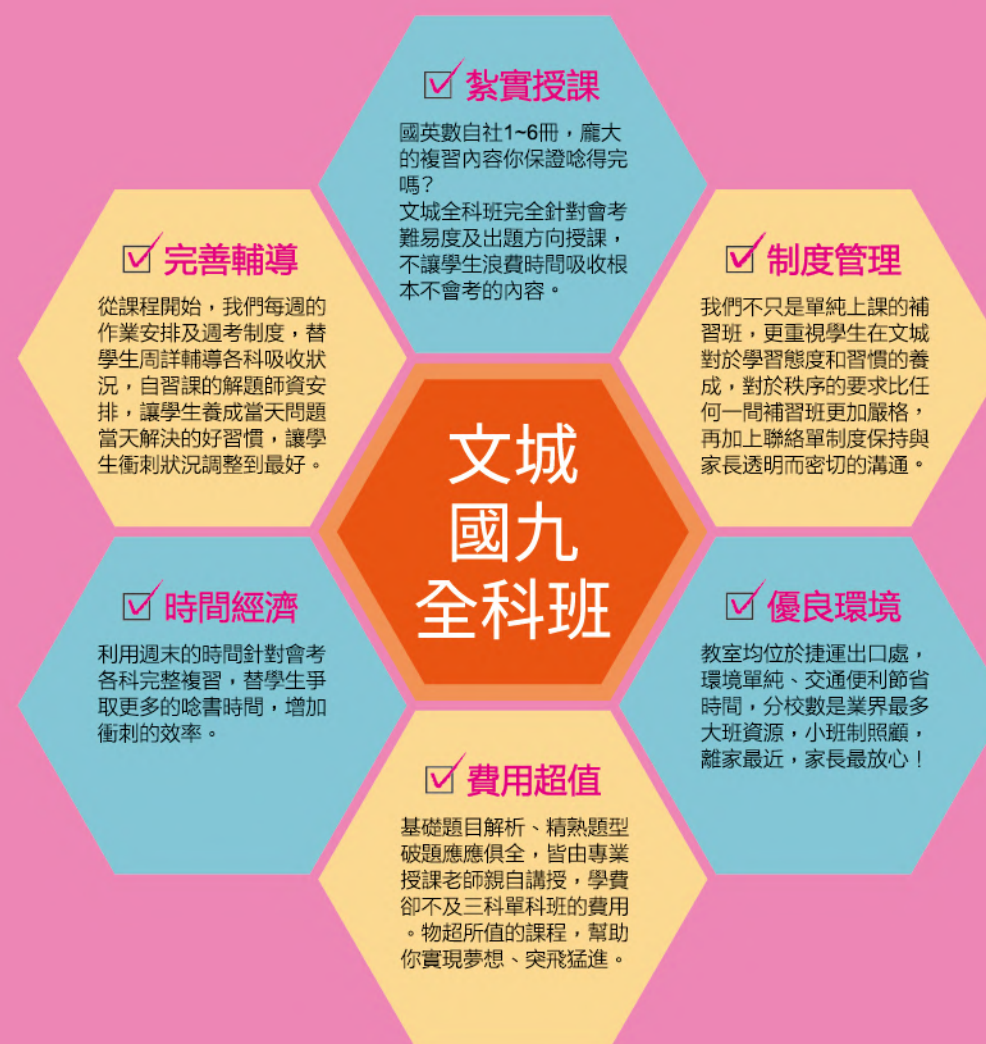 紮實授課
國英數自社1~6冊，龐大
的複習內容你保證唸得完
嗎？
文城全科班完全針對會考
難易度及出題方向授課，
不讓學生浪費時間吸收根
本不會考的內容。
完善輔導
從課程開始，我們每週的
作業安排及週考制度，替
學生周詳輔導各科吸收狀
況，自習課的解題師資安
排，讓學生養成當天問題
當天解決的好習慣，讓學
生衝刺狀況調整到最好。
制度管理
我們不只是單純上課的補
習班，更重視學生在文城
對於學習態度和習慣的養
成，對於秩序的要求比任
何一間補習班更加嚴格，
再加上聯絡單制度保持與
家長透明而密切的溝通。
文城
國九
全科班
時間經濟
利用週末的時間針對會考
各科完整複習，替學生爭
取更多的唸書時間，增加
衝刺的效率。
優良環境
教室均位於捷運出口處，
環境單純、交通便利節省
時間，分校數是業界最多
大班資源，小班制照顧，
離家最近，家長最放心！
費用超值
基礎題目解析、精熟題型
破題應應俱全，皆由專業
授課老師親自講授，學費
卻不及三科單科班的費用
。物超所值的課程，幫助
你實現夢想、突飛猛進。